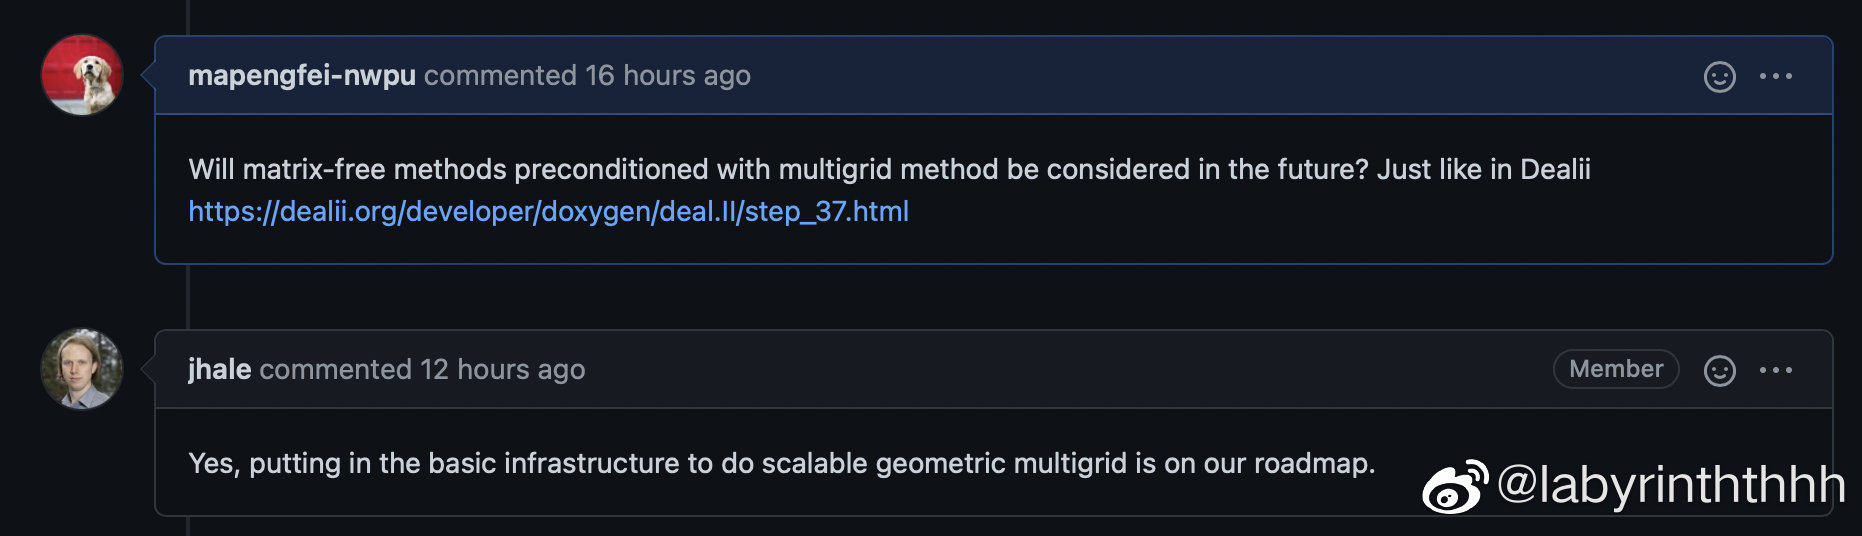 mapengfei-nwpu commented 16 hours ago
Will matrix-free methods preconditioned with multigrid method be considered in the future? Just like in Dealii
https://dealii.org/developer/doxygen/deal.II/step_37.html
jhale commented 12 hours ago
Member
Yes, putting in the basic infrastructure to do scalable geometric multigrid is on our roadmap.
@labyrinththhh